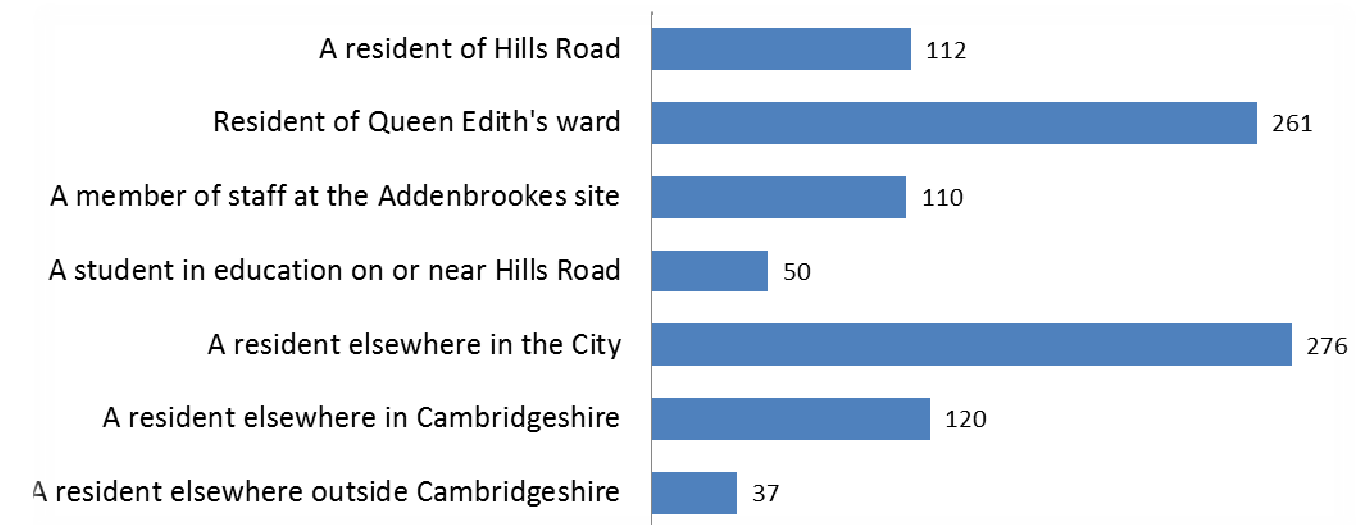 A resident of Hills Road 112
Resident of Queen Edith's ward 261
A member of staff at the Addenbrookes site 110
A student in education on or near Hills Road 50
A resident elsewhere in the City 276
A resident elsewhere in Cambridgeshire 120
A resident elsewhere outside Cambridgeshire 37